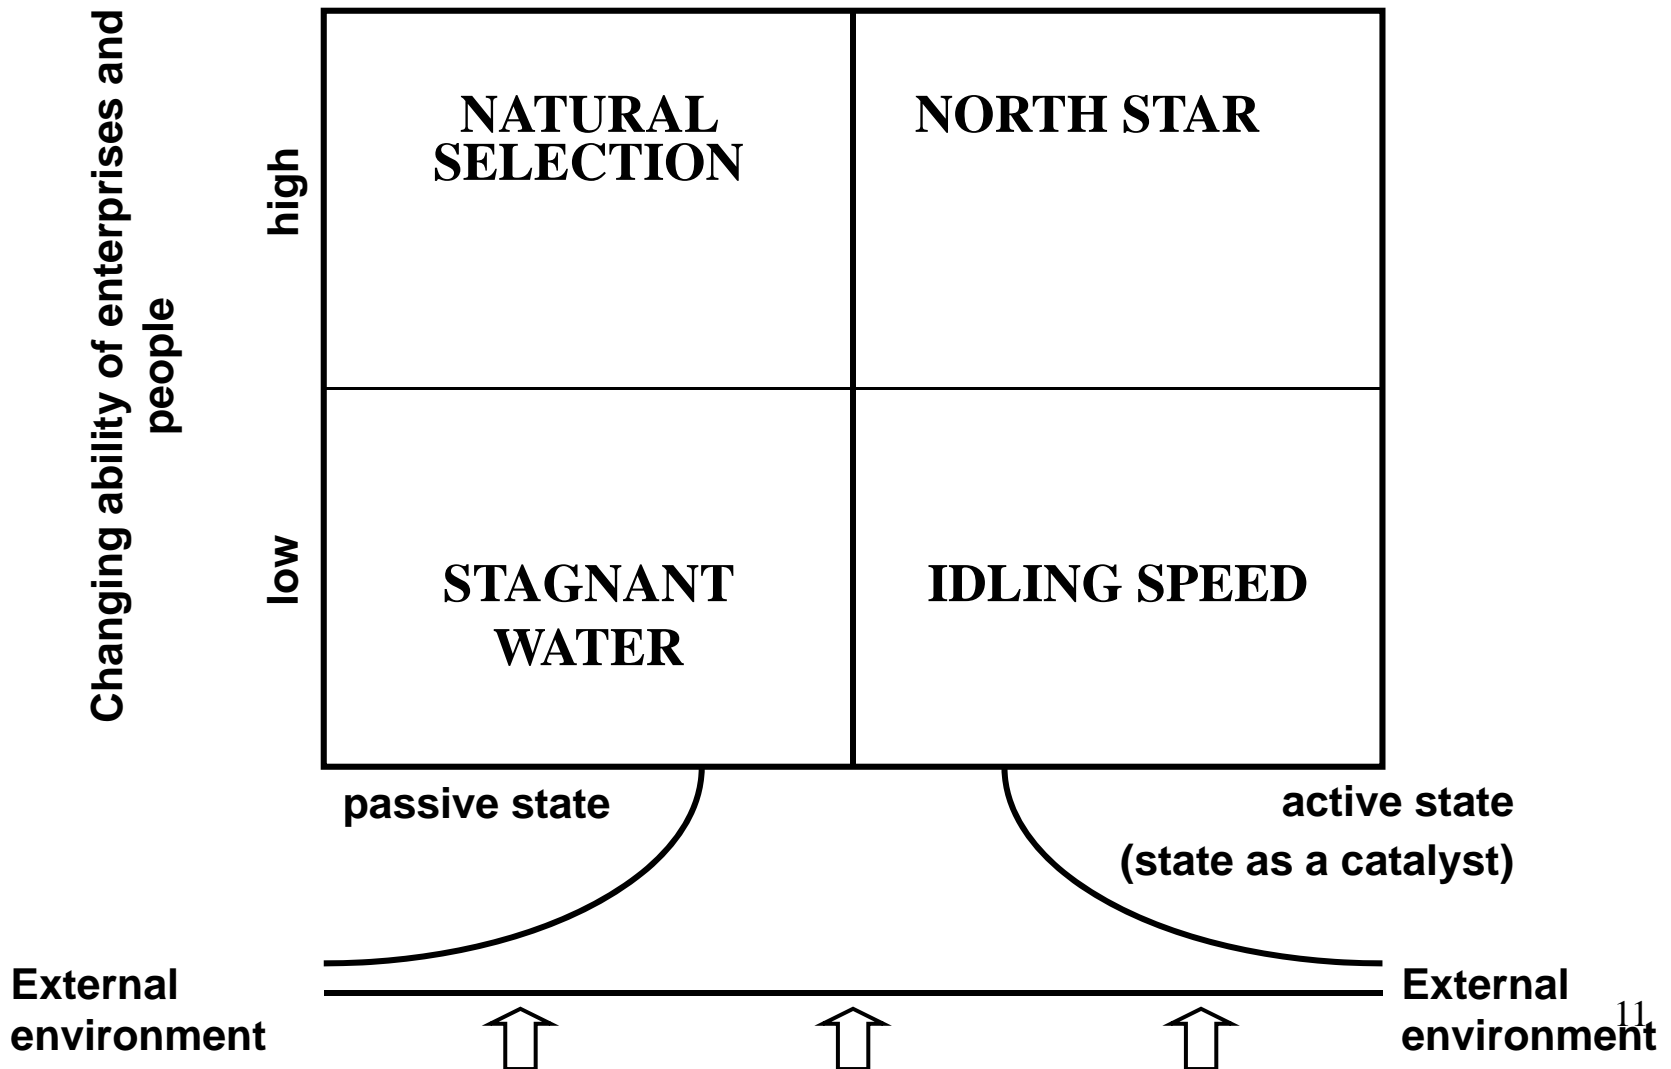 Changing ability of enterprises and
people
high
low
NATURAL
SELECTION
NORTH STAR
STAGNANT
WATER
IDLING SPEED
passive state
active state
(state as a catalyst)
External
environment
External
environment
11